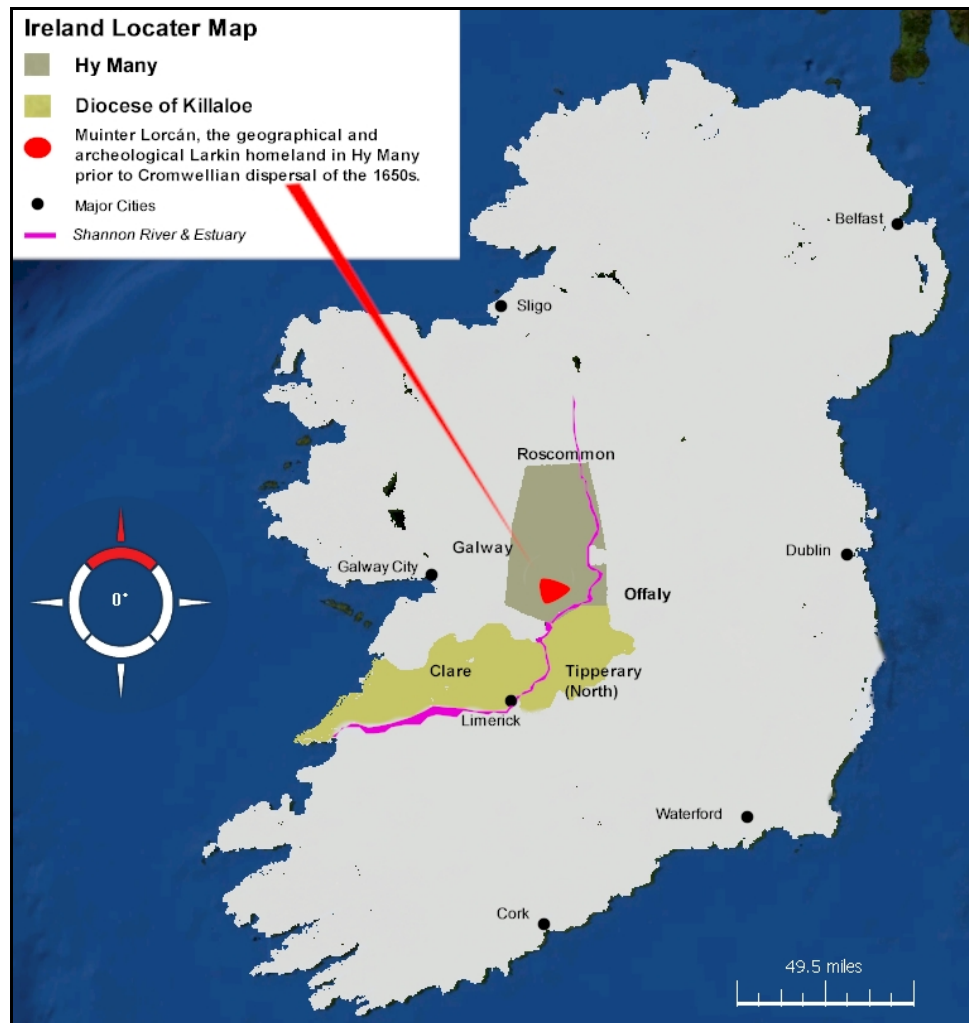 Ireland Locater Map
Hy Many
Diocese of Killaloe
Muinter Lorcán, the geographical and
archeological Larkin homeland in Hy Many
prior to Cromwellian dispersal of the 1650s.
Major Cities
Shannon River & Estuary
Belfast
Sligo
Roscommon
Galway
Dublin
Galway City
0°
Offaly
Clare
Tipperary
(North)
Limerick
Waterford
Cork
49.5 miles